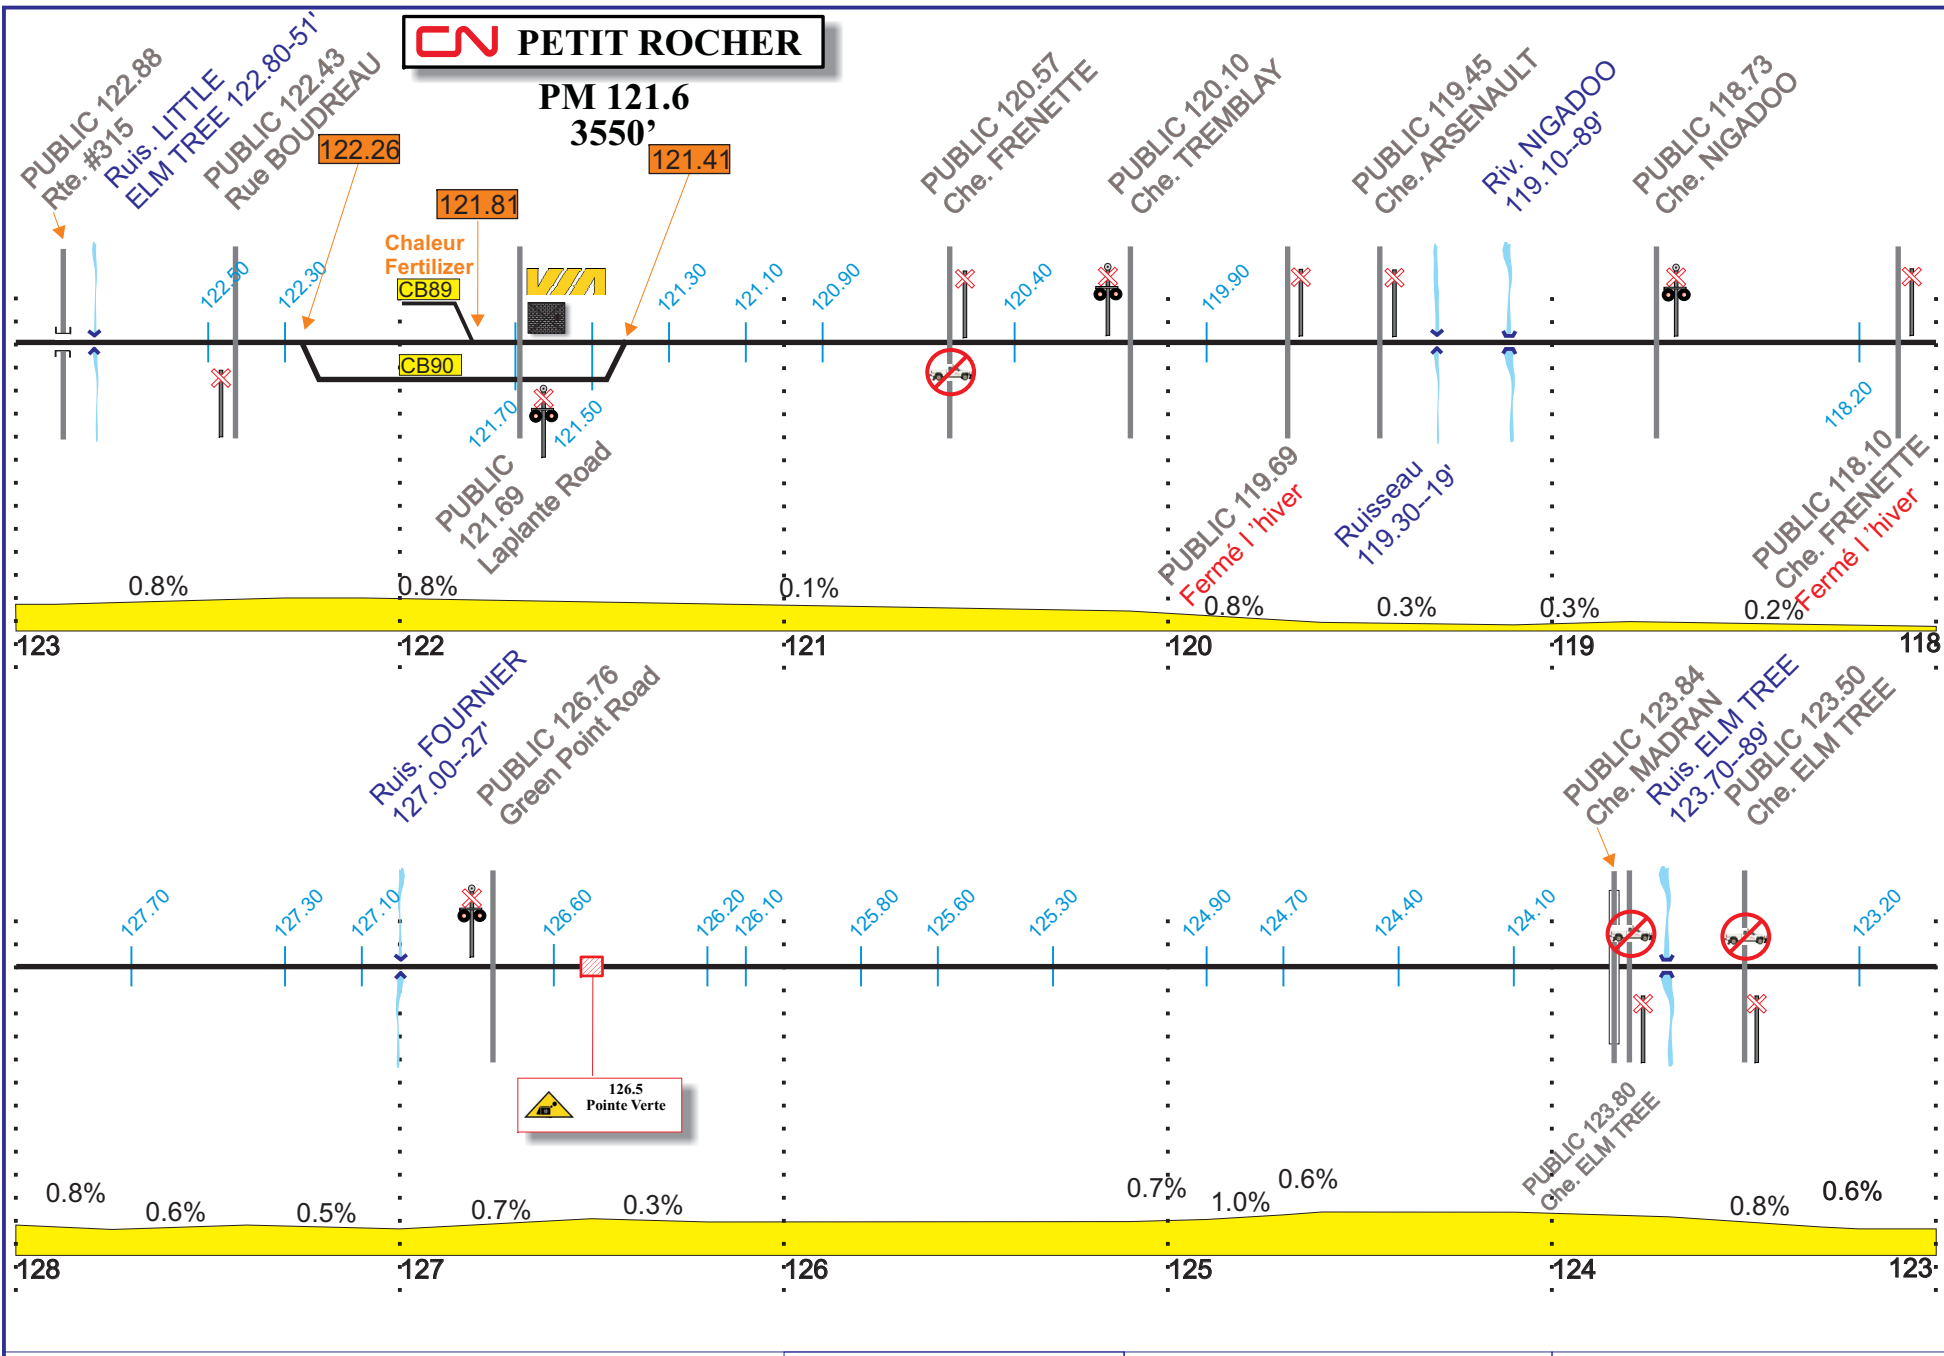 CN PETIT ROCHER
PM 121.6
3550’
PUBLIC 122.88
Rte. #315
Ruis. LITTLE
ELM TREE 122.80-51'
PUBLIC 122.43
Rue BOUDREAU
122.26
121.81
121.41
Chaleur
Fertilizer
CB89
VIA
CB90
PUBLIC 120.57
Che. FRENETTE
PUBLIC 120.10
Che. TREMBLAY
PUBLIC 119.45
Che. ARSENAULT
Riv. NIGADOO
119.10--89'
PUBLIC 118.73
Che. NIGADOO
122.50
122.30
121.30
121.10
120.90
120.40
119.90
121.70
121.50
118.20
PUBLIC
121.69
Laplante Road
PUBLIC 119.69
Fermé l ’hiver
Ruisseau
119.30--19'
PUBLIC 118.10
Che. FRENETTE
Fermé l ’hiver
0.8%
0.8%
0.1%
0.8%
0.3%
0.3%
0.2%
123
122
121
120
119
118
Ruis. FOURNIER
127.00--27'
PUBLIC 126.76
Green Point Road
PUBLIC 123.84
Che. MADRAN
Ruis. ELM TREE
123.70--89'
PUBLIC 123.50
Che. ELM TREE
127.70
127.30
127.10
126.60
126.20
126.10
125.80
125.60
125.30
124.90
124.70
124.40
124.10
123.20
126.5
Pointe Verte
PUBLIC 123.80
Che. ELM TREE
0.8%
0.6%
0.5%
0.7%
0.3%
0.7%
1.0%
0.6%
0.8%
0.6%
128
127
126
125
124
123